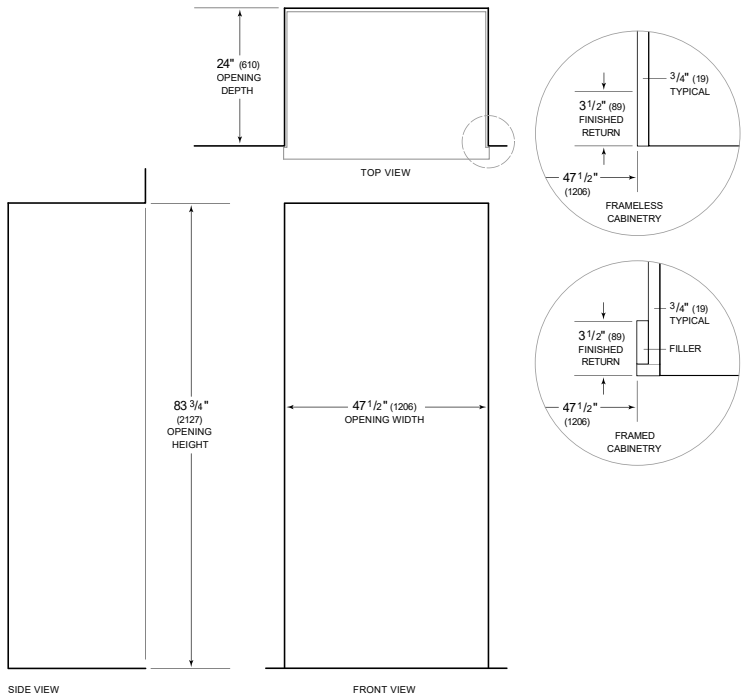 24" (610)
OPENING
DEPTH
TOP VIEW
3/4" (19)
TYPICAL
3 1/2" (89)
FINISHED
RETURN
47 1/2"
(1206)
FRAMELESS
CABINETRY
3/4" (19)
TYPICAL
3 1/2" (89)
FINISHED
RETURN
FILLER
47 1/2"
(1206)
FRAMED
CABINETRY
83 3/4"
(2127)
OPENING
HEIGHT
47 1/2" (1206)
OPENING WIDTH
SIDE VIEW
FRONT VIEW